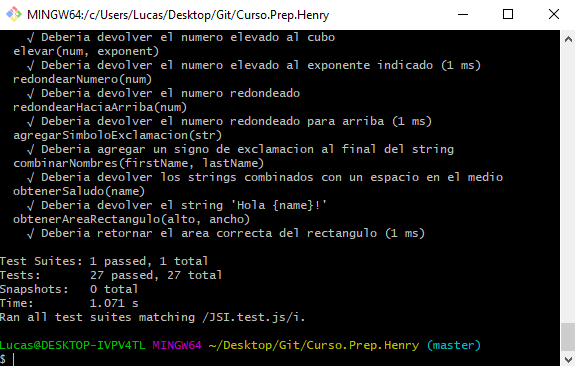 MINGW64:/c/Users/Lucas/Desktop/Git/Curso.Prep.Henry
√ Deberia devolver el numero elevado al cubo
elevar(num, exponent)
√ Deberia devolver el numero elevado al exponente indicado (1 ms)
redondearNumero(num)
√ Deberia devolver el numero redondeado
redondearHaciaArriba(num)
√ Deberia devolver el numero redondeado para arriba (1 ms)
agregarSimboloExclamacion(str)
√ Deberia agregar un signo de exclamacion al final del string
combinarNombres(firstName, lastName)
√ Deberia devolver los strings combinados con un espacio en el medio
obtenerSaludo(name)
√ Deberia devolver el string 'Hola {name}!'
obtenerAreaRectangulo(alto, ancho)
√ Deberia retornar el area correcta del rectangulo (1 ms)
Test Suites: 1 passed, 1 total
Tests: 27 passed, 27 total
Snapshots: 0 total
Time: 1.071 s
Ran all test suites matching /JSI.test.js/i.
Lucas@DESKTOP-IVPV4TL MINGW64 ~/Desktop/Git/Curso.Prep.Henry (master)
$